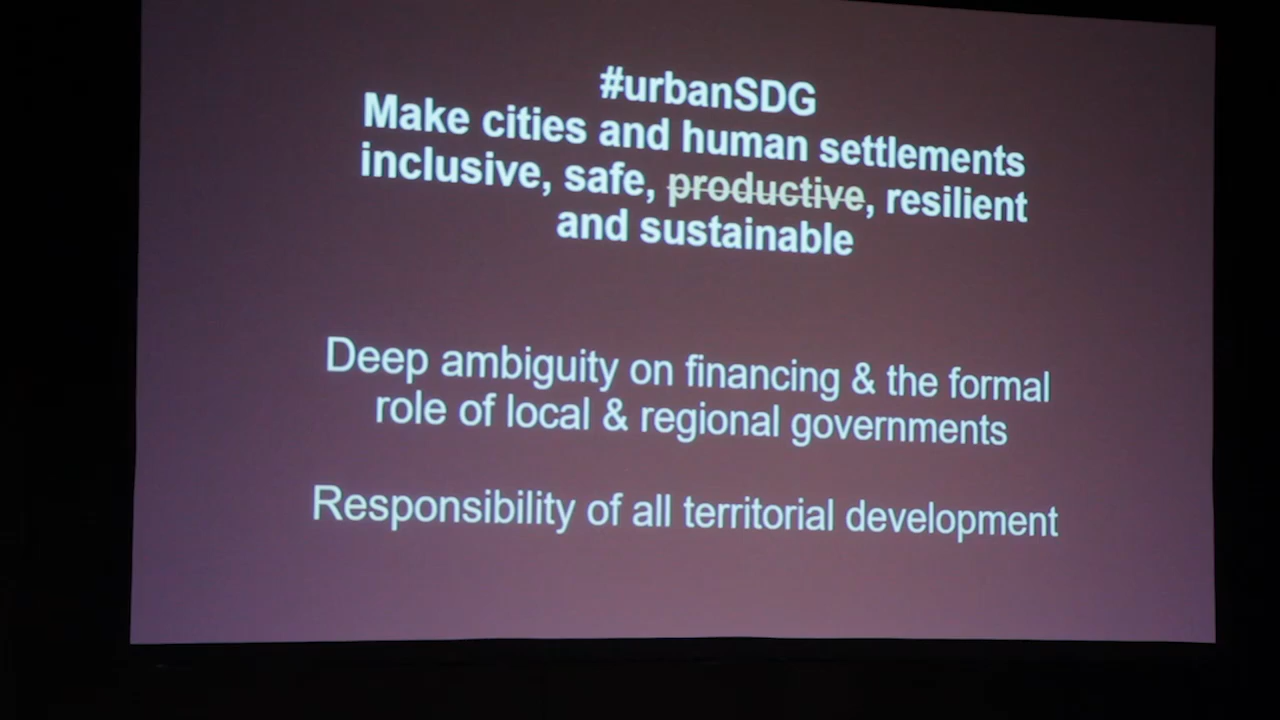 #urbanSDG
Make cities and human settlements
inclusive, safe, productive, resilient
and sustainable
Deep ambiguity on financing & the formal
role of local & regional governments
Responsibility of all territorial development